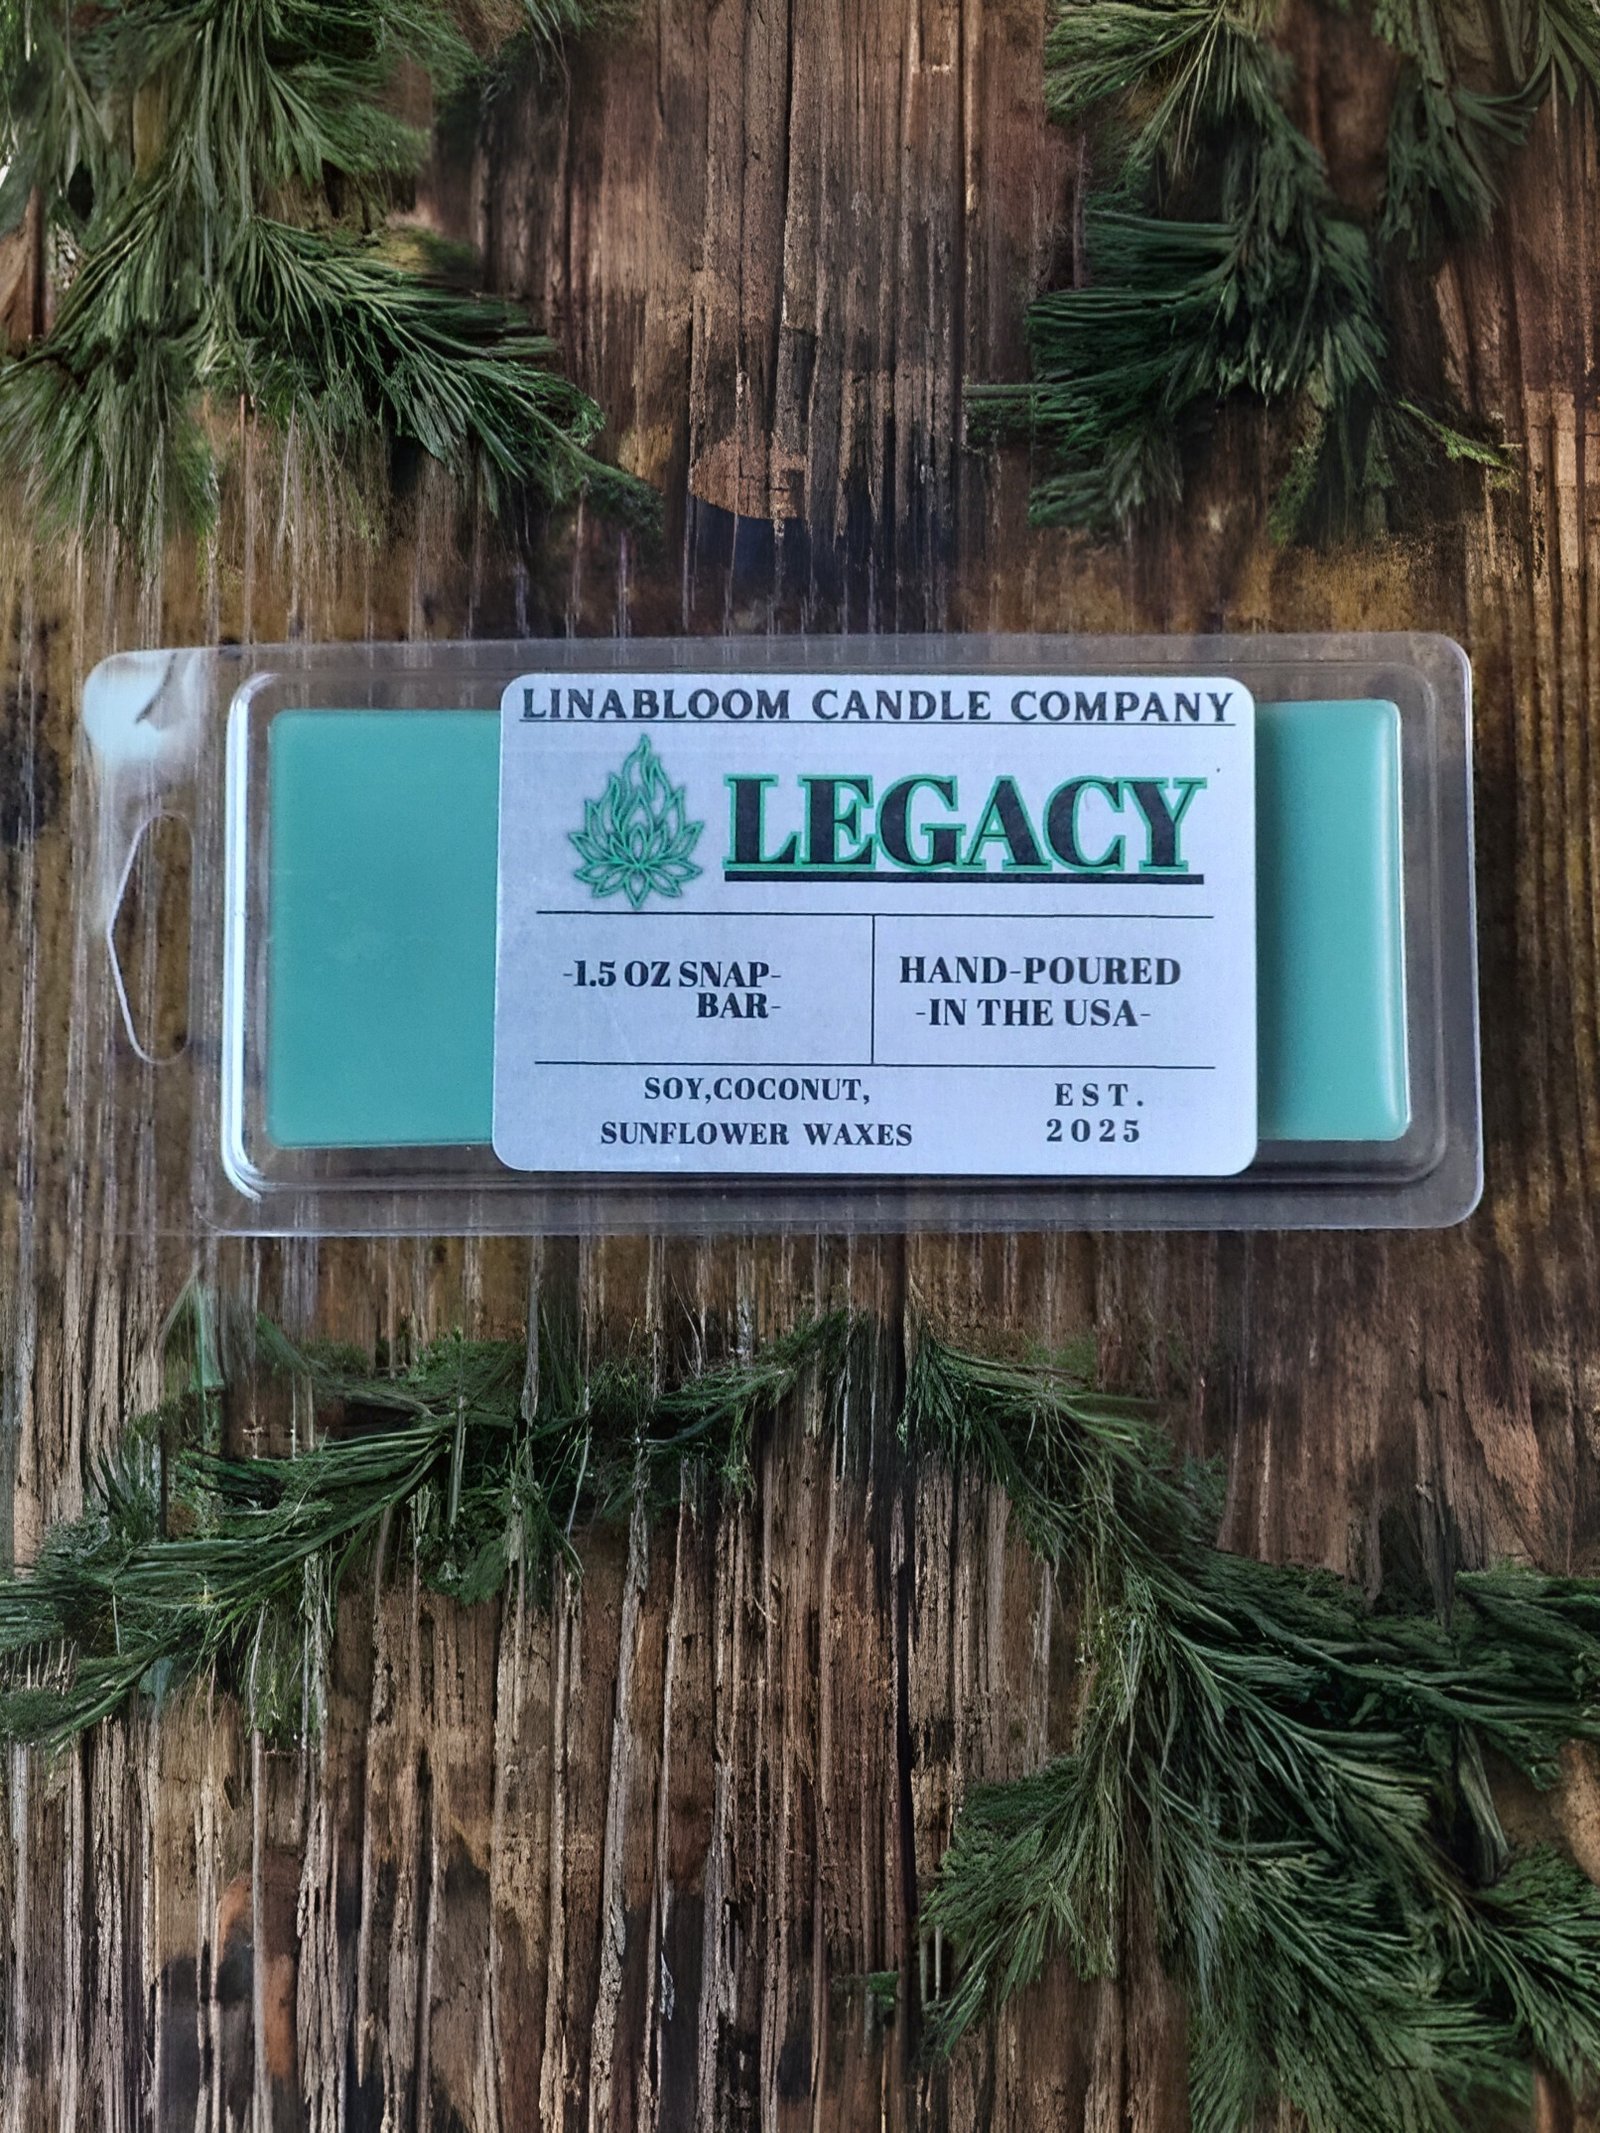 LINABLOOM CANDLE COMPANY
LEGACY
-1.5 OZ SNAP-
BAR-
HAND-POURED
-IN THE USA-
SOY,COCONUT,
SUNFLOWER WAXES
EST.
2025